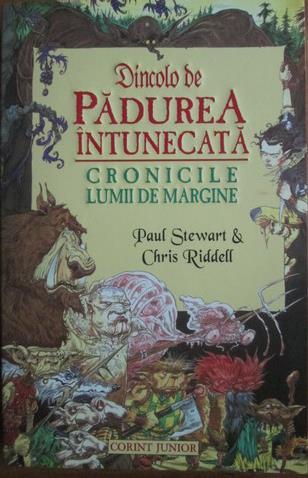 Dincolo de
PĂDUREA
ÎNTUNECATĂ
CRONICILE
LUMII DE MARGINE
Paul Stewart &
Chris Riddell
CORINT JUNIOR